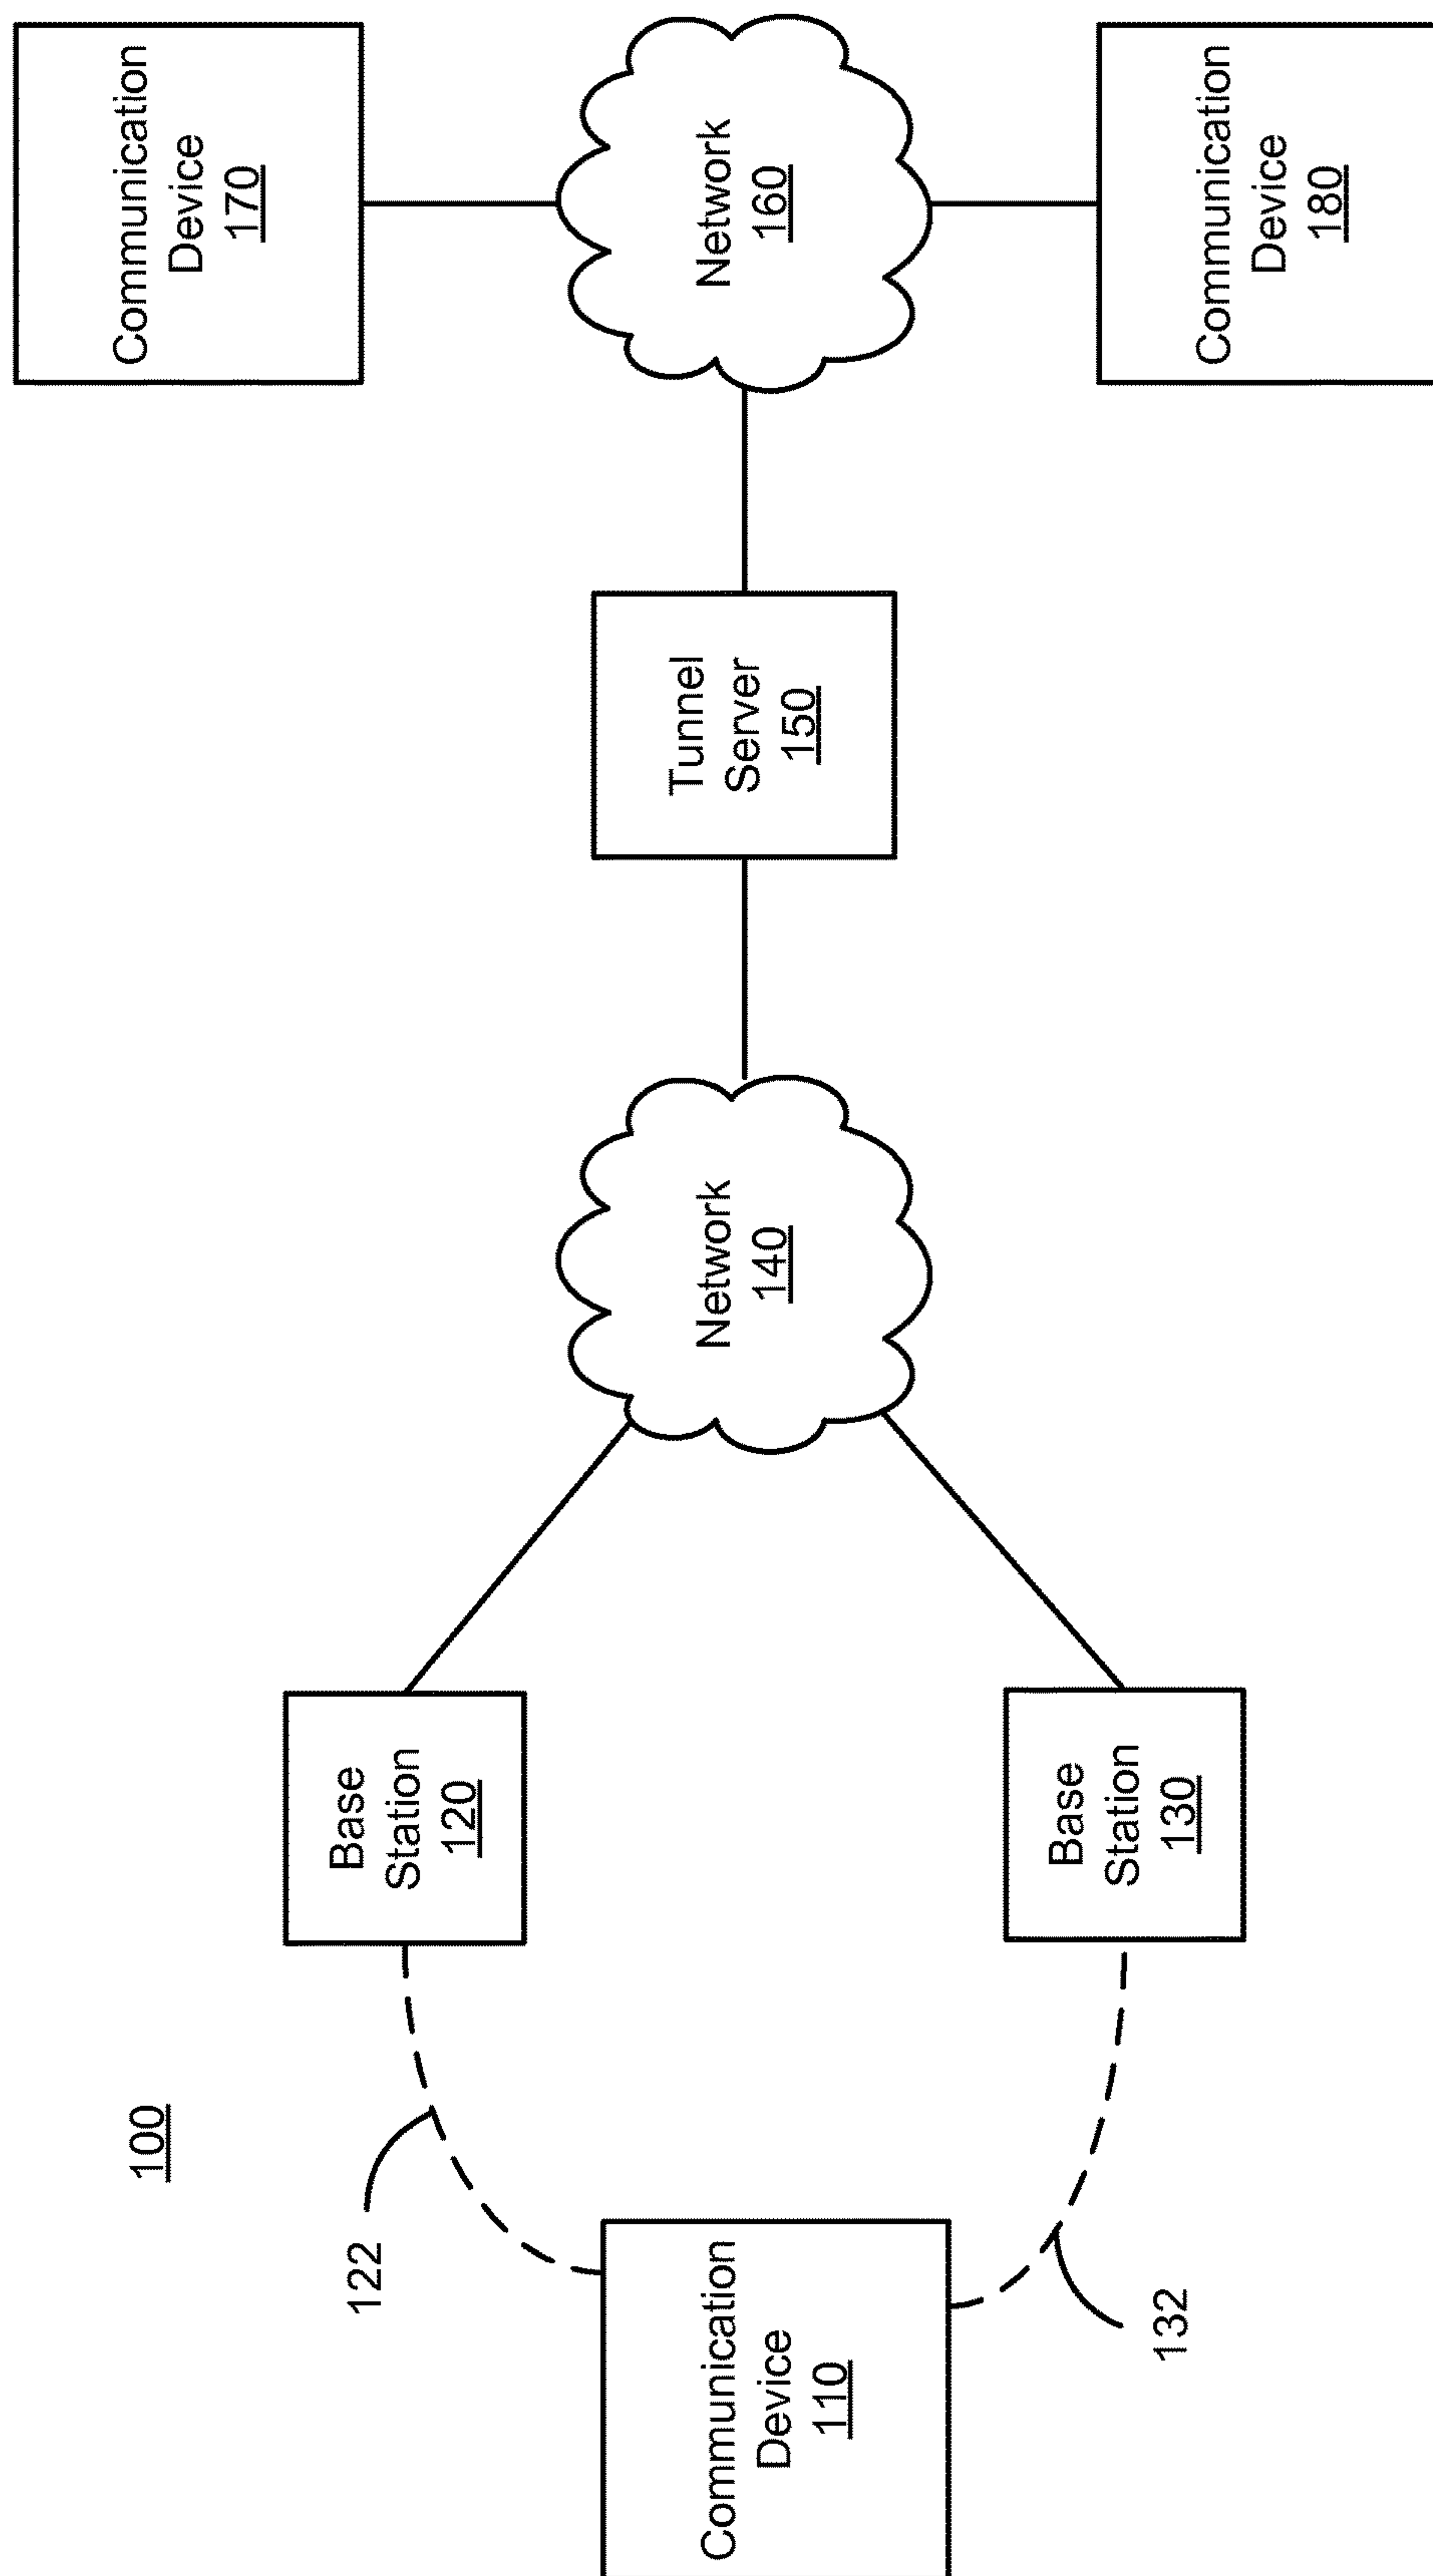 100
Communication
Device
110
122
132
Base
Station
120
Base
Station
130
Network
140
Tunnel
Server
150
Network
160
Communication
Device
170
Communication
Device
180